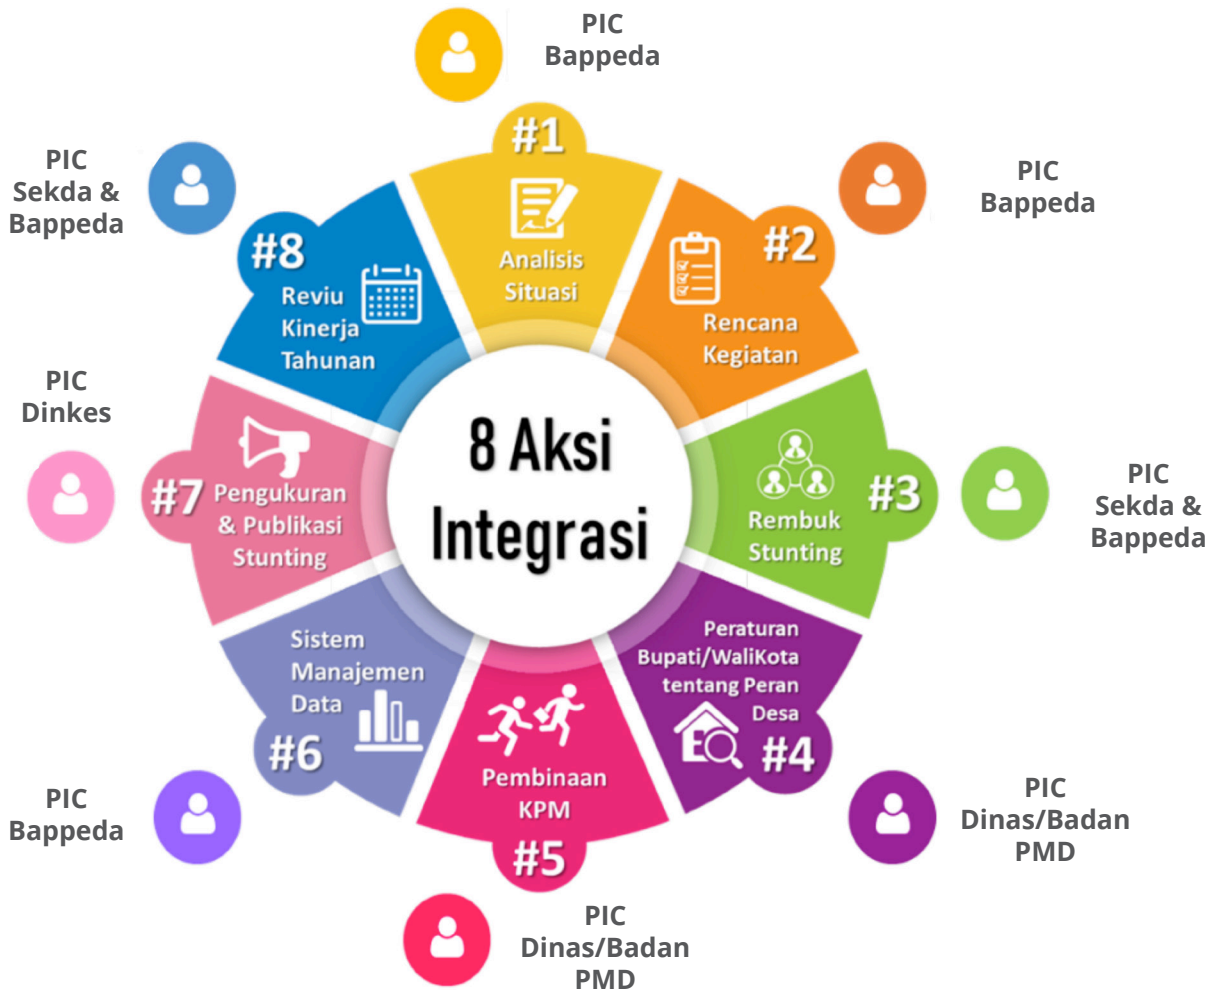 PIC
Bappeda
#1
Analisis
Situasi
PIC
Bappeda
#2
Rencana
Kegiatan
PIC
Sekda &
Bappeda
#3
Rembuk
Stunting
PIC
Dinas/Badan
PMD
Peraturan
Bupati/WaliKota
tentang Peran
Desa
#4
Pembinaan
KPM
#5
PIC
Dinas/Badan
PMD
Sistem
Manajemen
Data
#6
PIC
Bappeda
PIC
Dinkes
#7
Pengukuran
& Publikasi
Stunting
PIC
Sekda &
Bappeda
#8
Reviu
Kinerja
Tahunan
8 Aksi
Integrasi